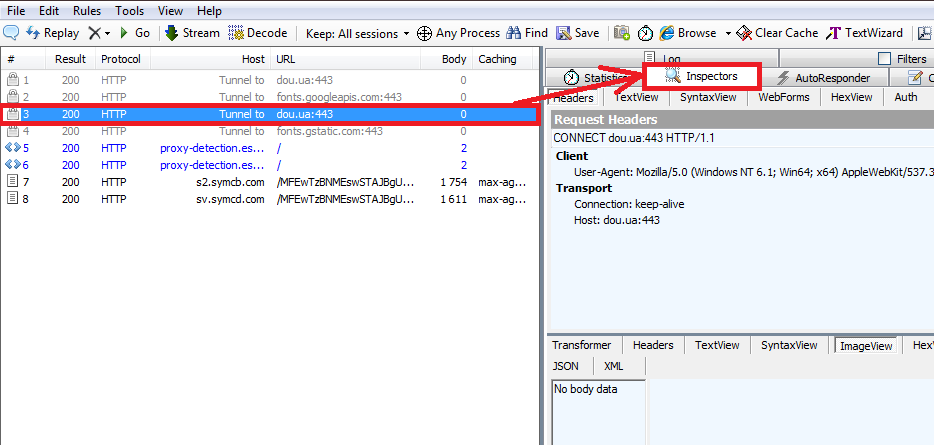 File Edit Rules Tools View Help
Replay Go Stream Decode Keep: All sessions Any Process Find Save Browse Clear Cache TextWizard
# Result Protocol Host URL Body Caching
1 200 HTTP Tunnel to dou.ua:443 0
2 200 HTTP Tunnel to fonts.googleapis.com:443 0
3 200 HTTP Tunnel to dou.ua:443 0
4 200 HTTP Tunnel to fonts.gstatic.com:443 0
5 200 HTTP proxy-detection.es... / 2
6 200 HTTP proxy-detection.es... / 2
7 200 HTTP s2.symcb.com /MFEwTzBNMEswSTAJBgU... 1 754 max-ag...
8 200 HTTP sv.symcd.com /MFEwTzBNMEswSTAJBgU... 1 611 max-ag...
Log Filters
Statistics Inspectors AutoResponder
Headers TextView SyntaxView WebForms HexView Auth
Request Headers
CONNECT dou.ua:443 HTTP/1.1
Client
User-Agent: Mozilla/5.0 (Windows NT 6.1; Win64; x64) AppleWebKit/537.3
Transport
Connection: keep-alive
Host: dou.ua:443
Transformer Headers TextView SyntaxView ImageView HexV
JSON XML
No body data